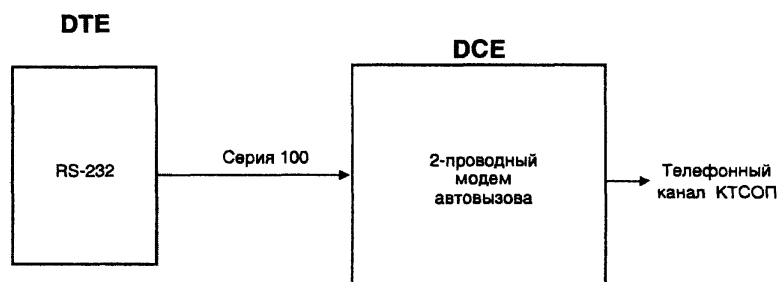 DTE
DCE
RS-232
Серия 100
2-проводный
модем
автовызова
Телефонный
канал КТСОП